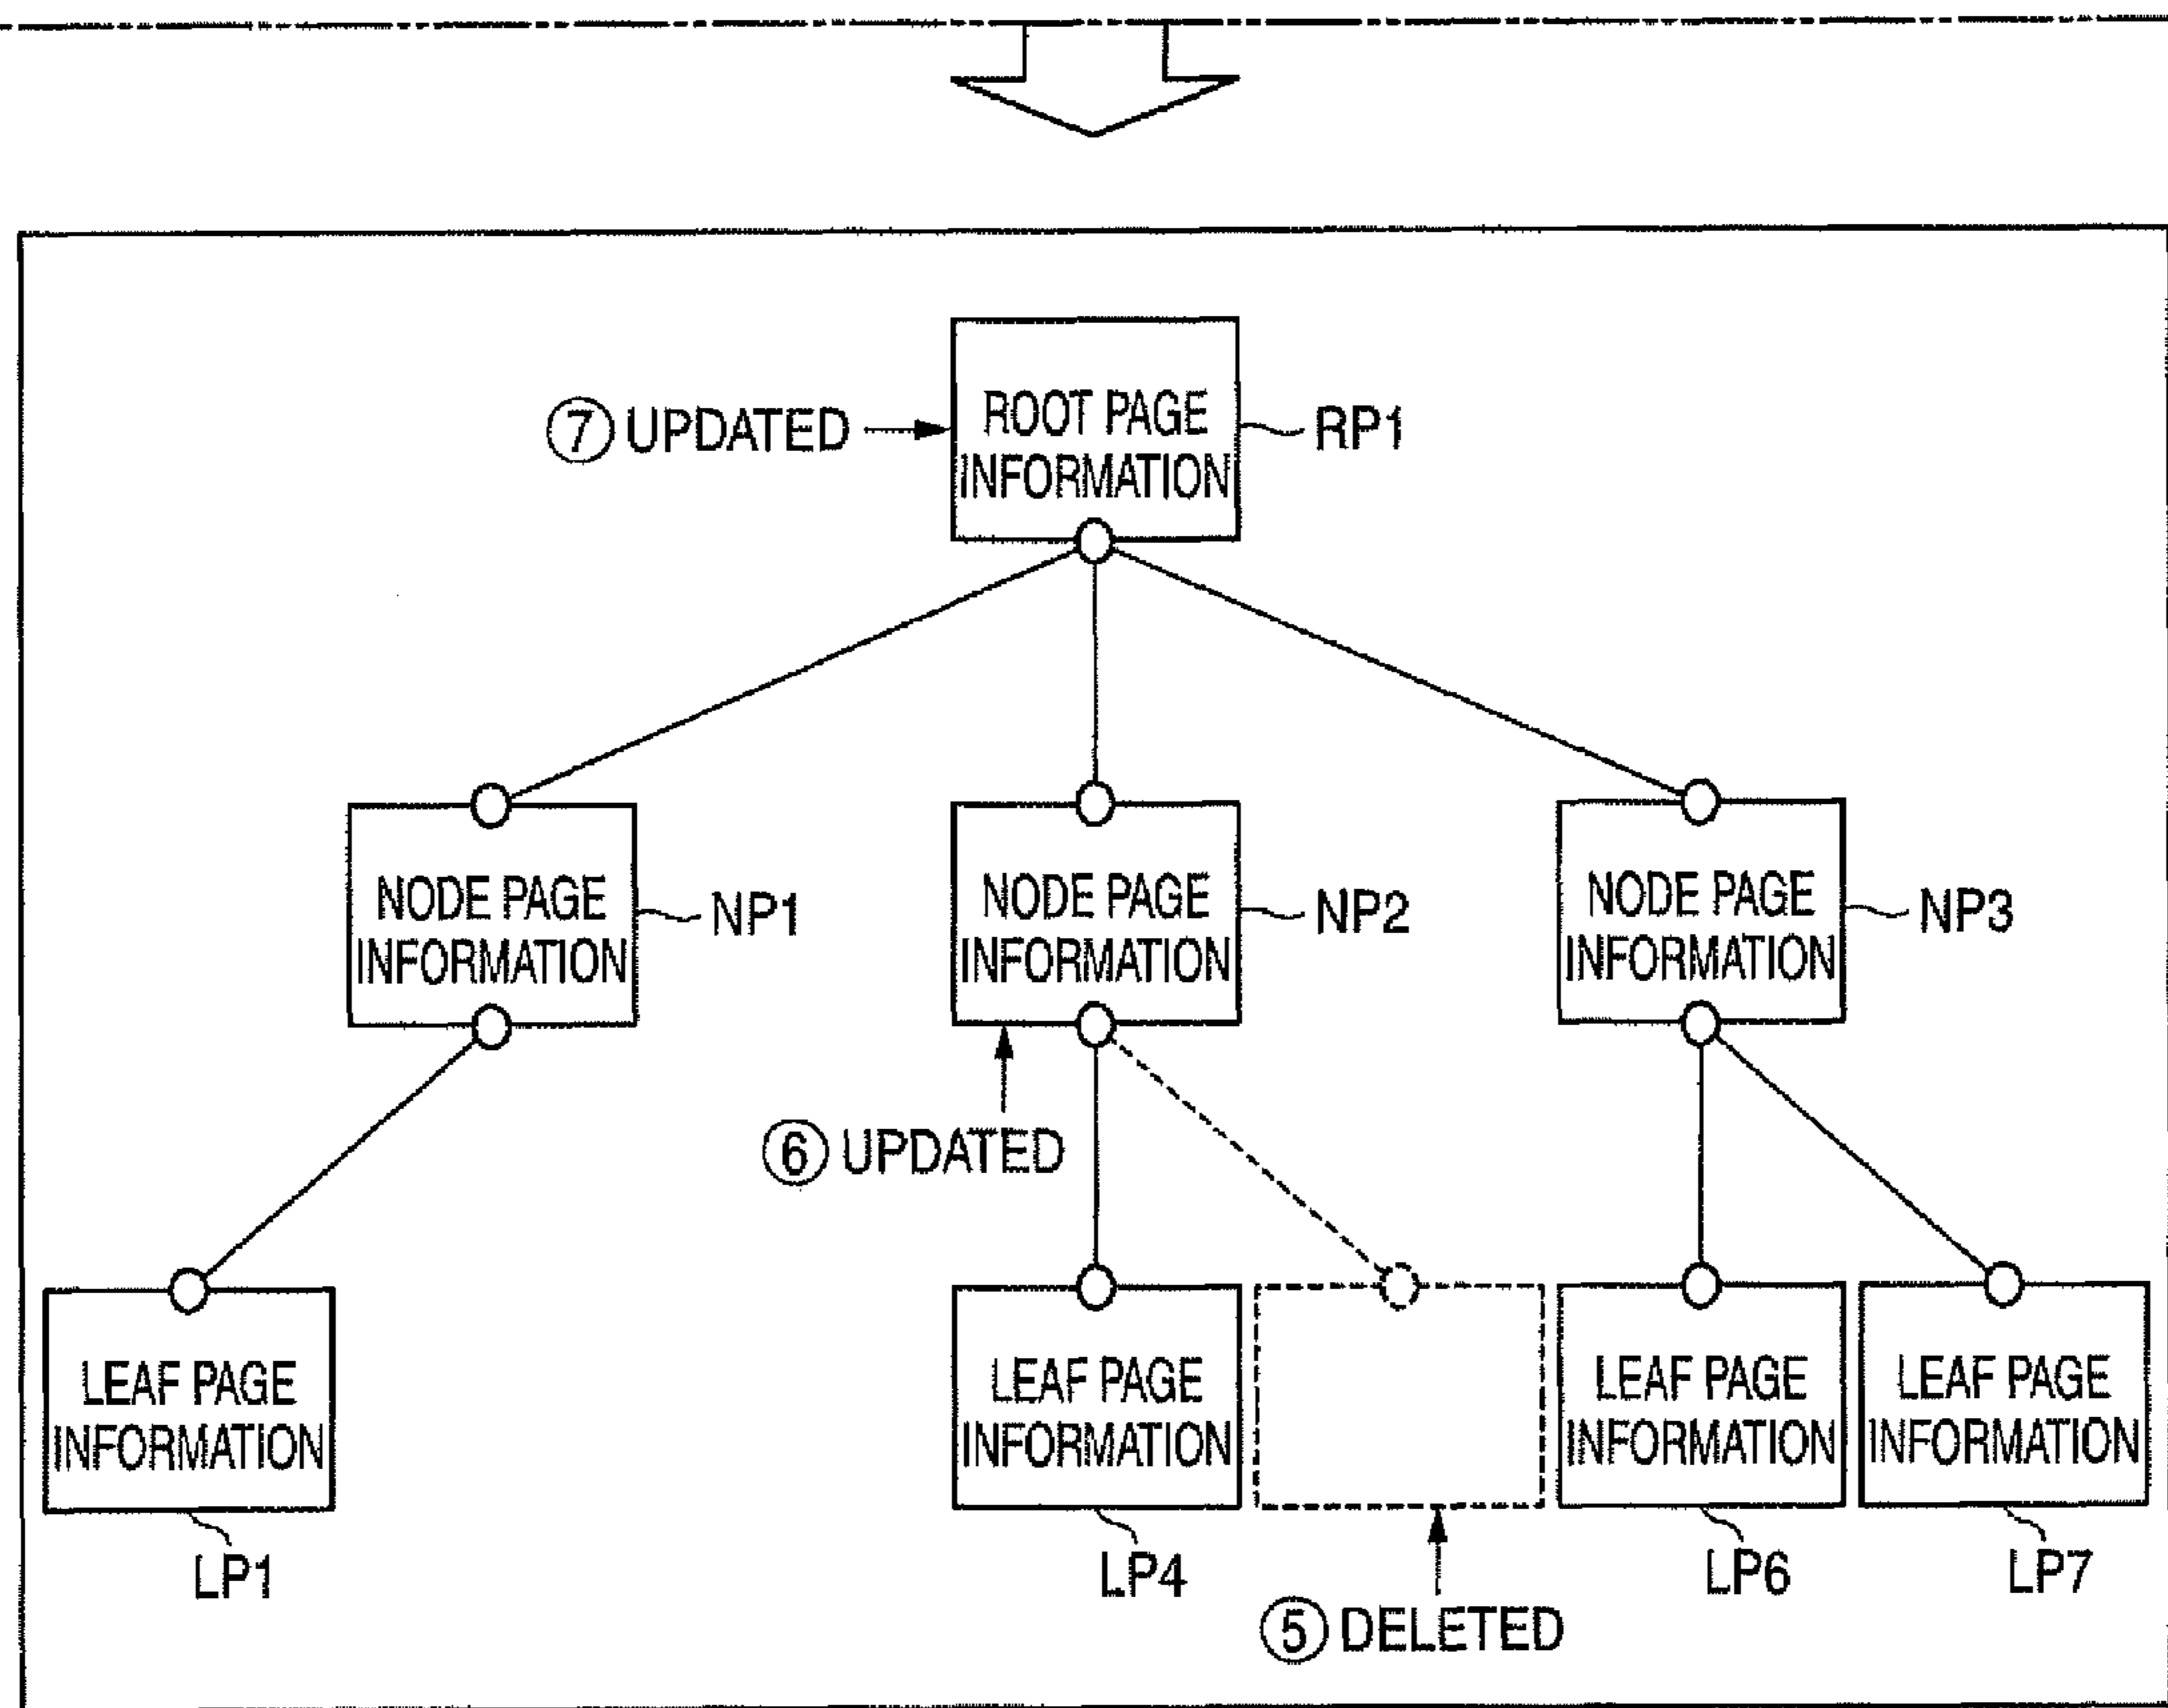 ⑦ UPDATED
ROOT PAGE
INFORMATION
RP1
NODE PAGE
INFORMATION
NP1
NODE PAGE
INFORMATION
NP2
NODE PAGE
INFORMATION
NP3
⑥ UPDATED
LEAF PAGE
INFORMATION
LP1
LEAF PAGE
INFORMATION
LP4
⑤ DELETED
LEAF PAGE
INFORMATION
LP6
LEAF PAGE
INFORMATION
LP7